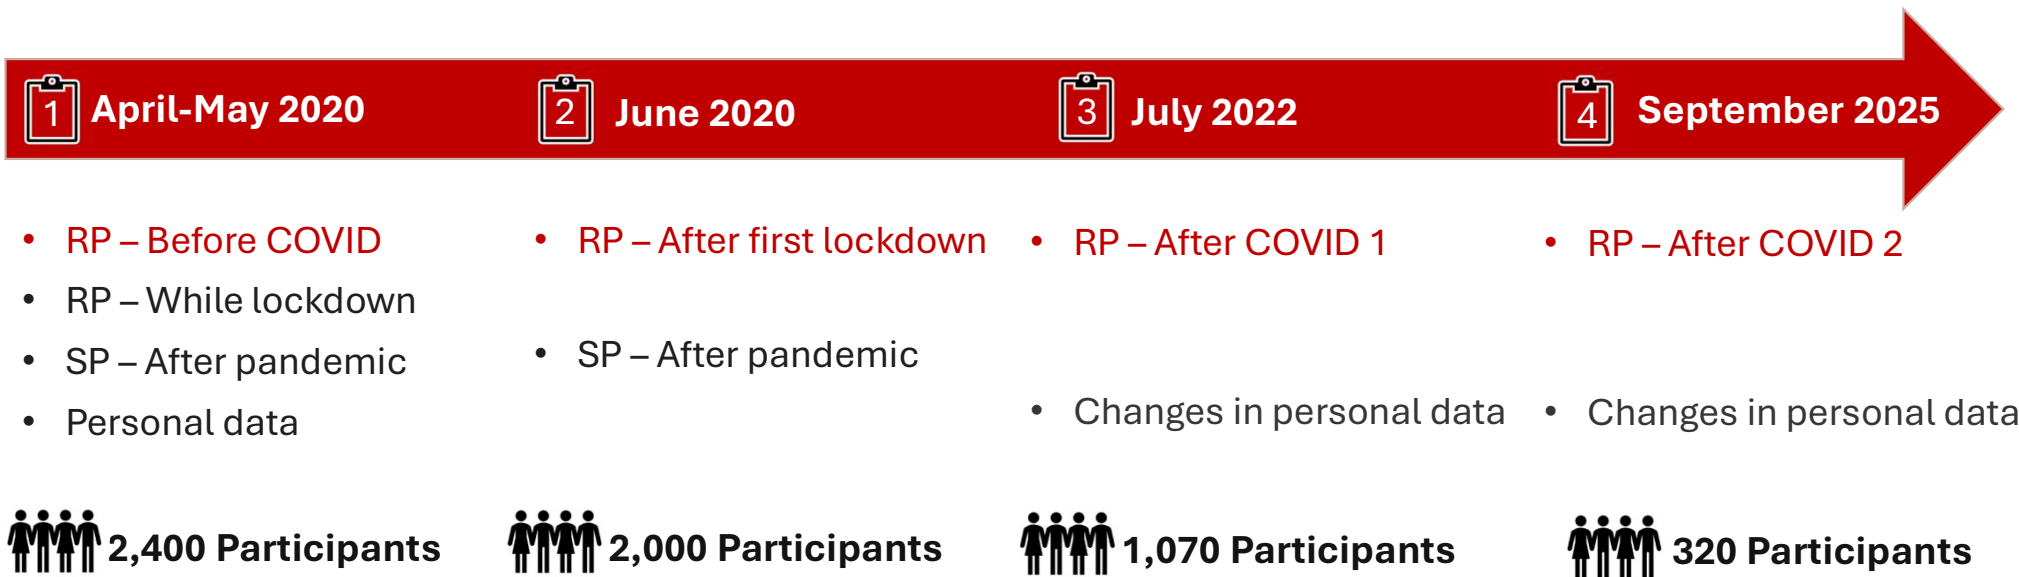 1 April-May 2020
2 June 2020
3 July 2022
4 September 2025
• RP – Before COVID
• RP – While lockdown
• SP – After pandemic
• Personal data
• RP – After first lockdown
• SP – After pandemic
• RP – After COVID 1
• Changes in personal data
• RP – After COVID 2
• Changes in personal data
2,400 Participants
2,000 Participants
1,070 Participants
320 Participants